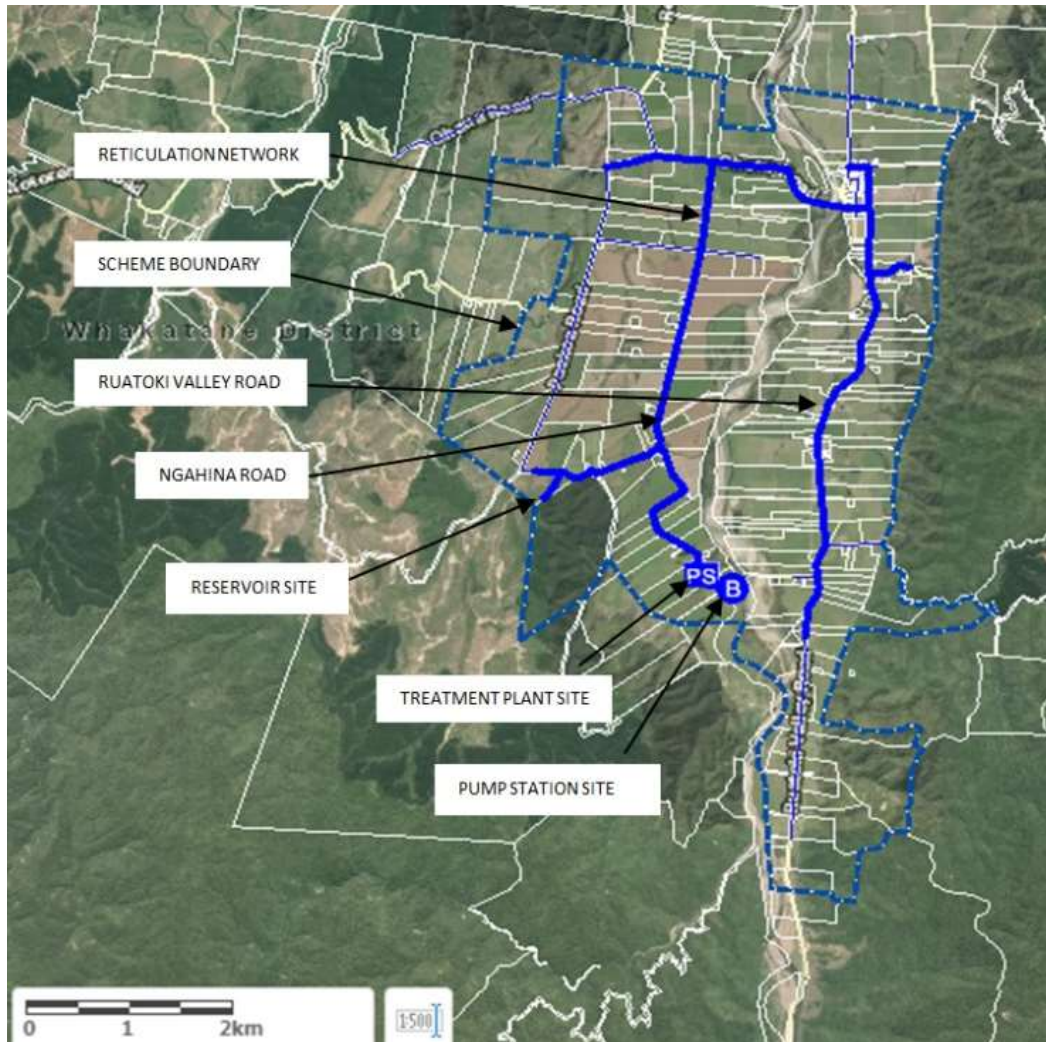 RETICULATION NETWORK
SCHEME BOUNDARY
Whakatane District
RUATOKI VALLEY ROAD
NGAHINA ROAD
RESERVOIR SITE
PS
B
TREATMENT PLANT SITE
PUMP STATION SITE
0 1 2km
1:500